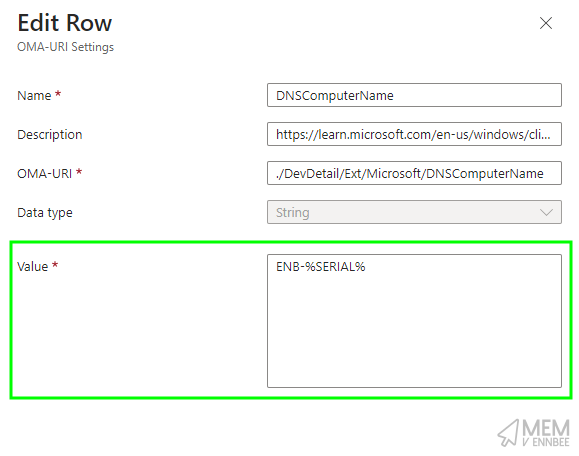 Edit Row
OMA-URI Settings
Name *
DNSComputerName
Description
https://learn.microsoft.com/en-us/windows/cli...
OMA-URI *
./DevDetail/Ext/Microsoft/DNSComputerName
Data type
String
Value *
ENB-%SERIAL%
MEM
V ENNBEE